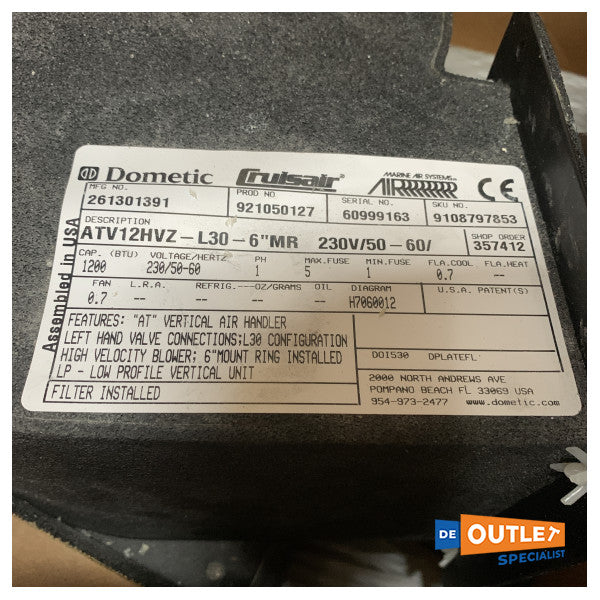 Dometic Cruisair MARINE AIR SYSTEMS AIRRRRRR CE
MFG NO. PROD NO. SERIAL NO. SKU NO.
261301391 921050127 60999163 9108797853
DESCRIPTION SHOP ORDER
ATV12HVZ-L30-6"MR 230V/50-60/ 357412
CAP. (BTU) VOLTAGE/HERTZ PH MAX.FUSE MIN.FUSE FLA.COOL FLA.HEAT
1200 230/50-60 1 5 1 0.7 --
FAN L.R.A. REFRIG.---OZ/GRAMS OIL DIAGRAM U.S.A. PATENT(S)
0.7 -- -- -- -- H7060012
FEATURES: "AT" VERTICAL AIR HANDLER
LEFT HAND VALVE CONNECTIONS;L30 CONFIGURATION
HIGH VELOCITY BLOWER; 6"MOUNT RING INSTALLED
LP - LOW PROFILE VERTICAL UNIT
FILTER INSTALLED
DOI530 DPLATEFL
2000 NORTH ANDREWS AVE
POMPANO BEACH FL 33069 USA
954-973-2477 www.dometic.com
Assembled in USA
DE OUTLET
SPECIALIST